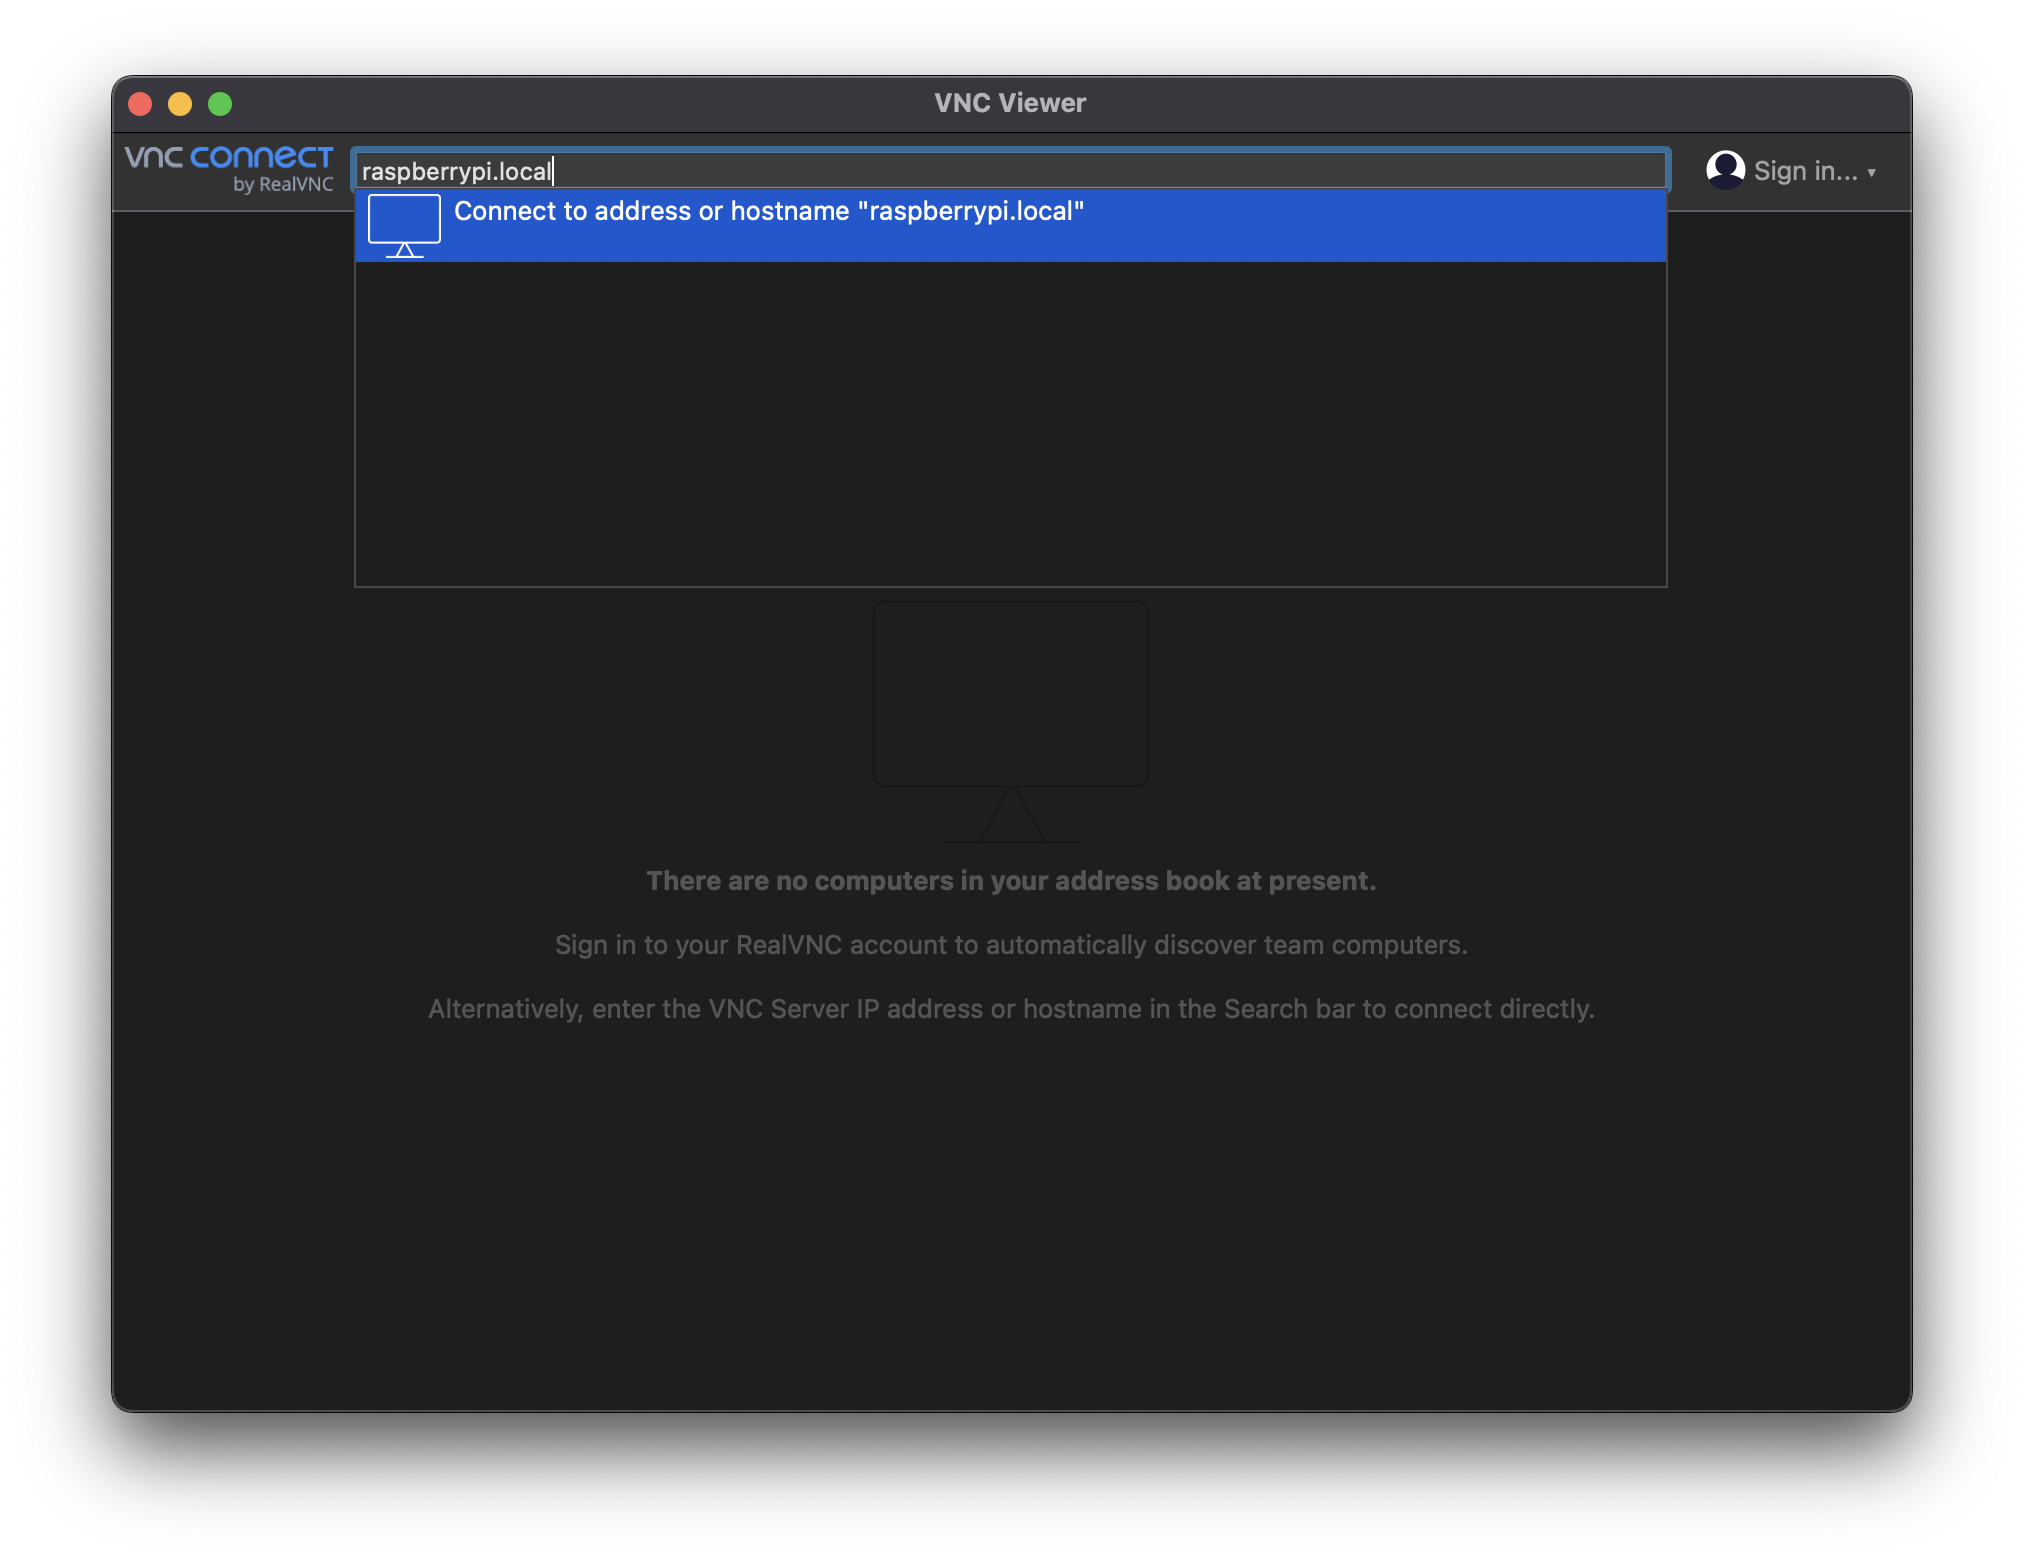 VNC Viewer
vnc connect
by RealVNC
raspberrypi.local
Sign in... ▾
Connect to address or hostname "raspberrypi.local"
There are no computers in your address book at present.
Sign in to your RealVNC account to automatically discover team computers.
Alternatively, enter the VNC Server IP address or hostname in the Search bar to connect directly.